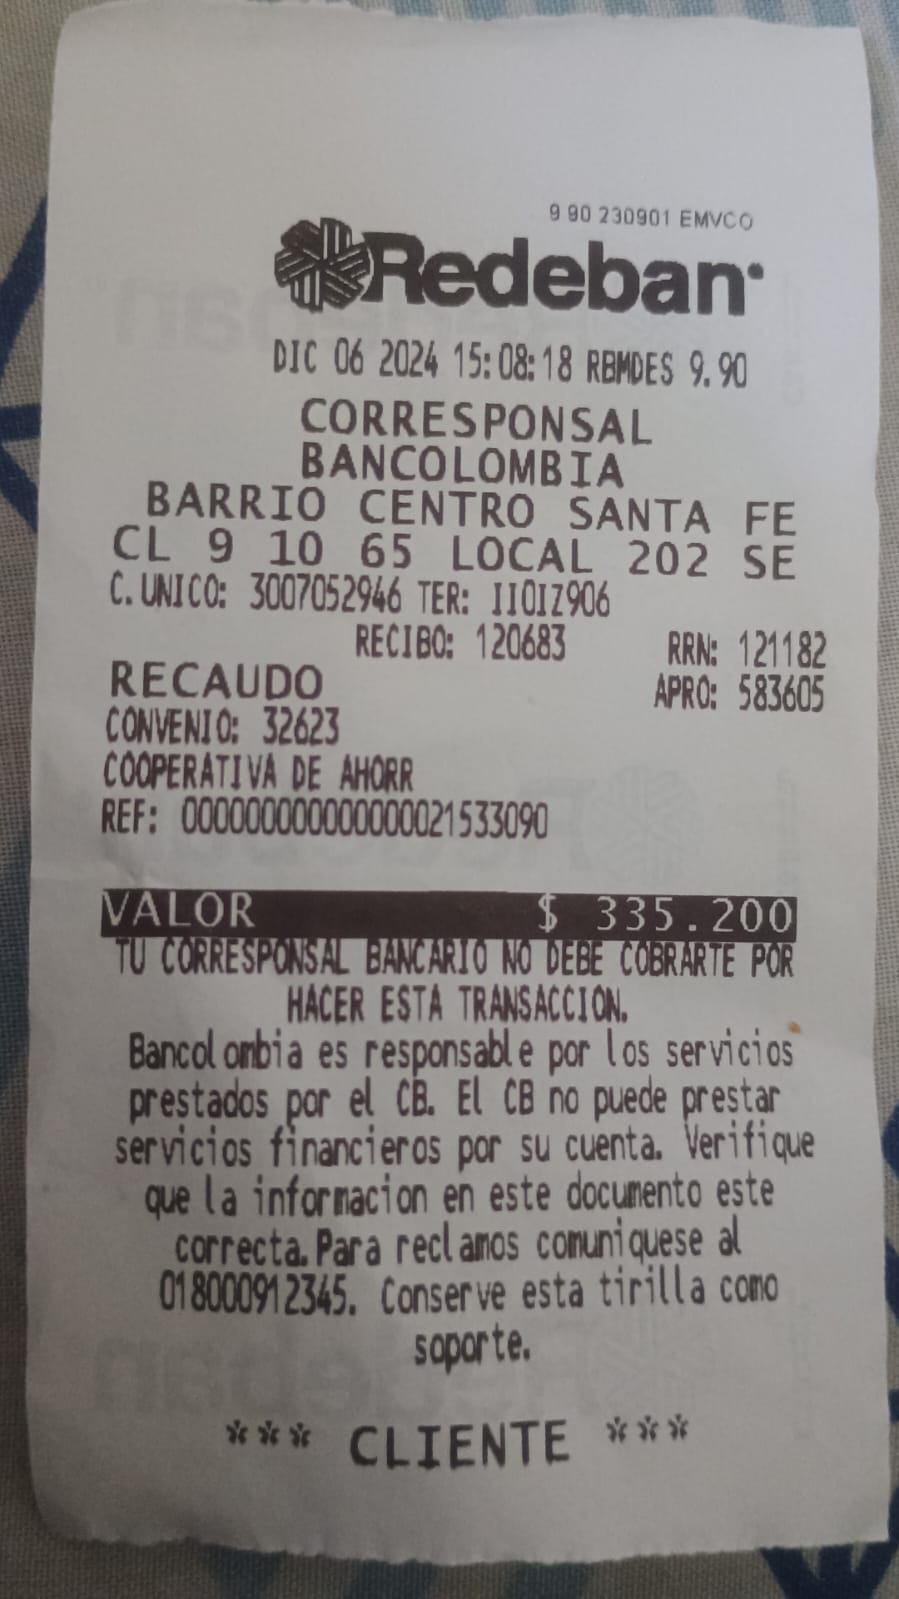 9 90 230901 EMVCO
Redeban
DIC 06 2024 15:08:18 RBMDES 9.90
CORRESPONSAL
BANCOLOMBIA
BARRIO CENTRO SANTA FE
CL 9 10 65 LOCAL 202 SE
C. UNICO: 3007052946 TER: IIOIZ906
RECIBO: 120683 RRN: 121182
RECAUDO APRO: 583605
CONVENIO: 32623
COOPERATIVA DE AHORR
REF: 000000000000000021533090
VALOR $ 335.200
TU CORRESPONSAL BANCARIO NO DEBE COBRARTE POR
HACER ESTA TRANSACCION.
Bancolombia es responsable por los servicios
prestados por el CB. El CB no puede prestar
servicios financieros por su cuenta. Verifique
que la informacion en este documento este
correcta. Para reclamos comuniquese al
018000912345. Conserve esta tirilla como
soporte.
*** CLIENTE ***